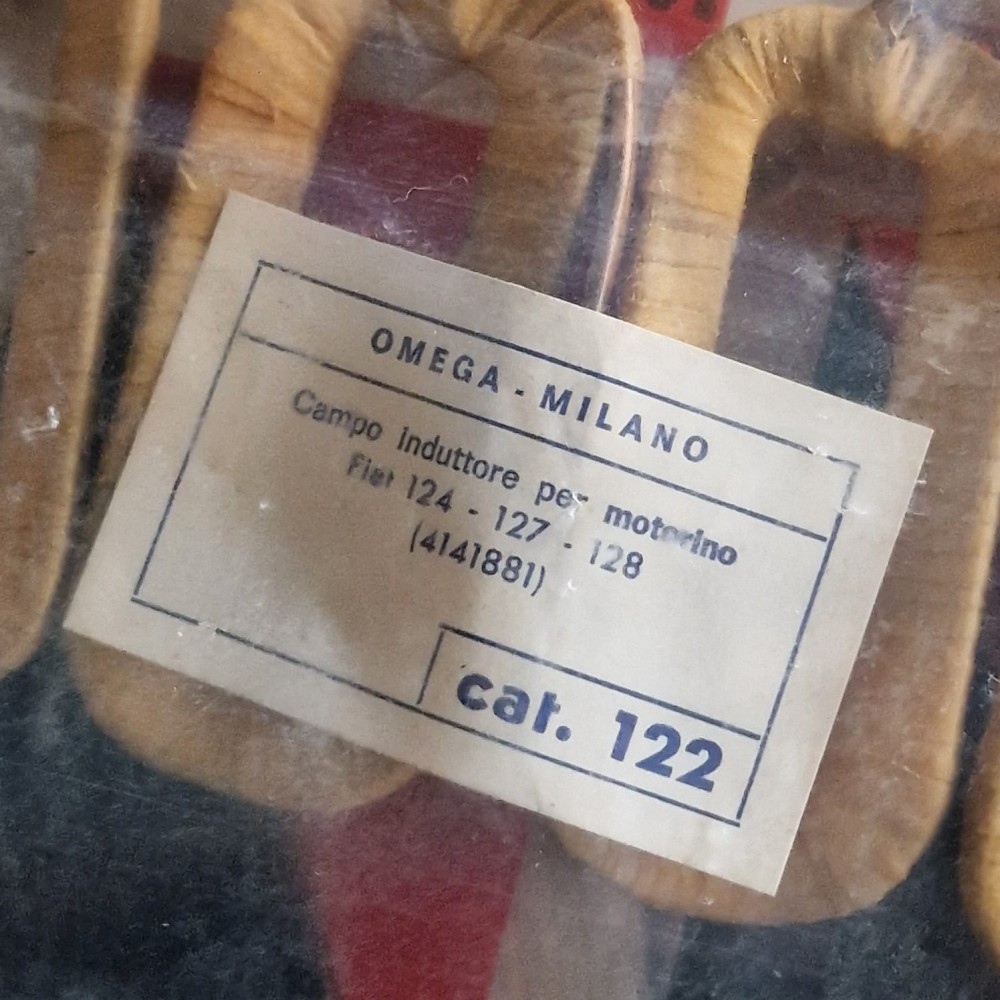 OMEGA - MILANO
Campo induttore per motorino
Fiat 124 - 127 - 128
(4141881)
cat. 122